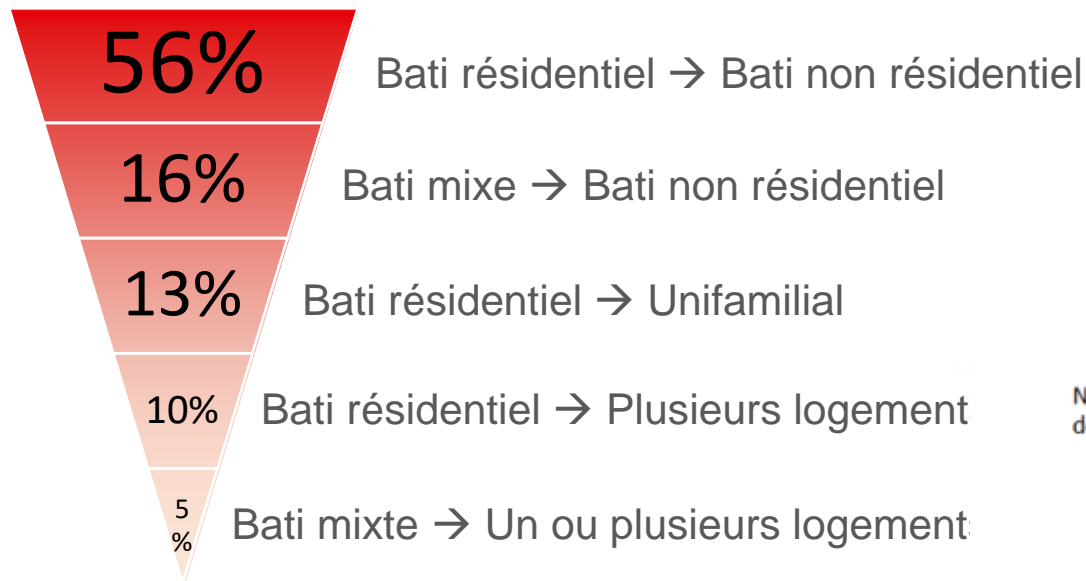 56%
Bati résidentiel → Bati non résidentiel
16%
Bati mixe → Bati non résidentiel
13%
Bati résidentiel → Unifamilial
10%
Bati résidentiel → Plusieurs logement
5
%
Bati mixte → Un ou plusieurs logement
N
d